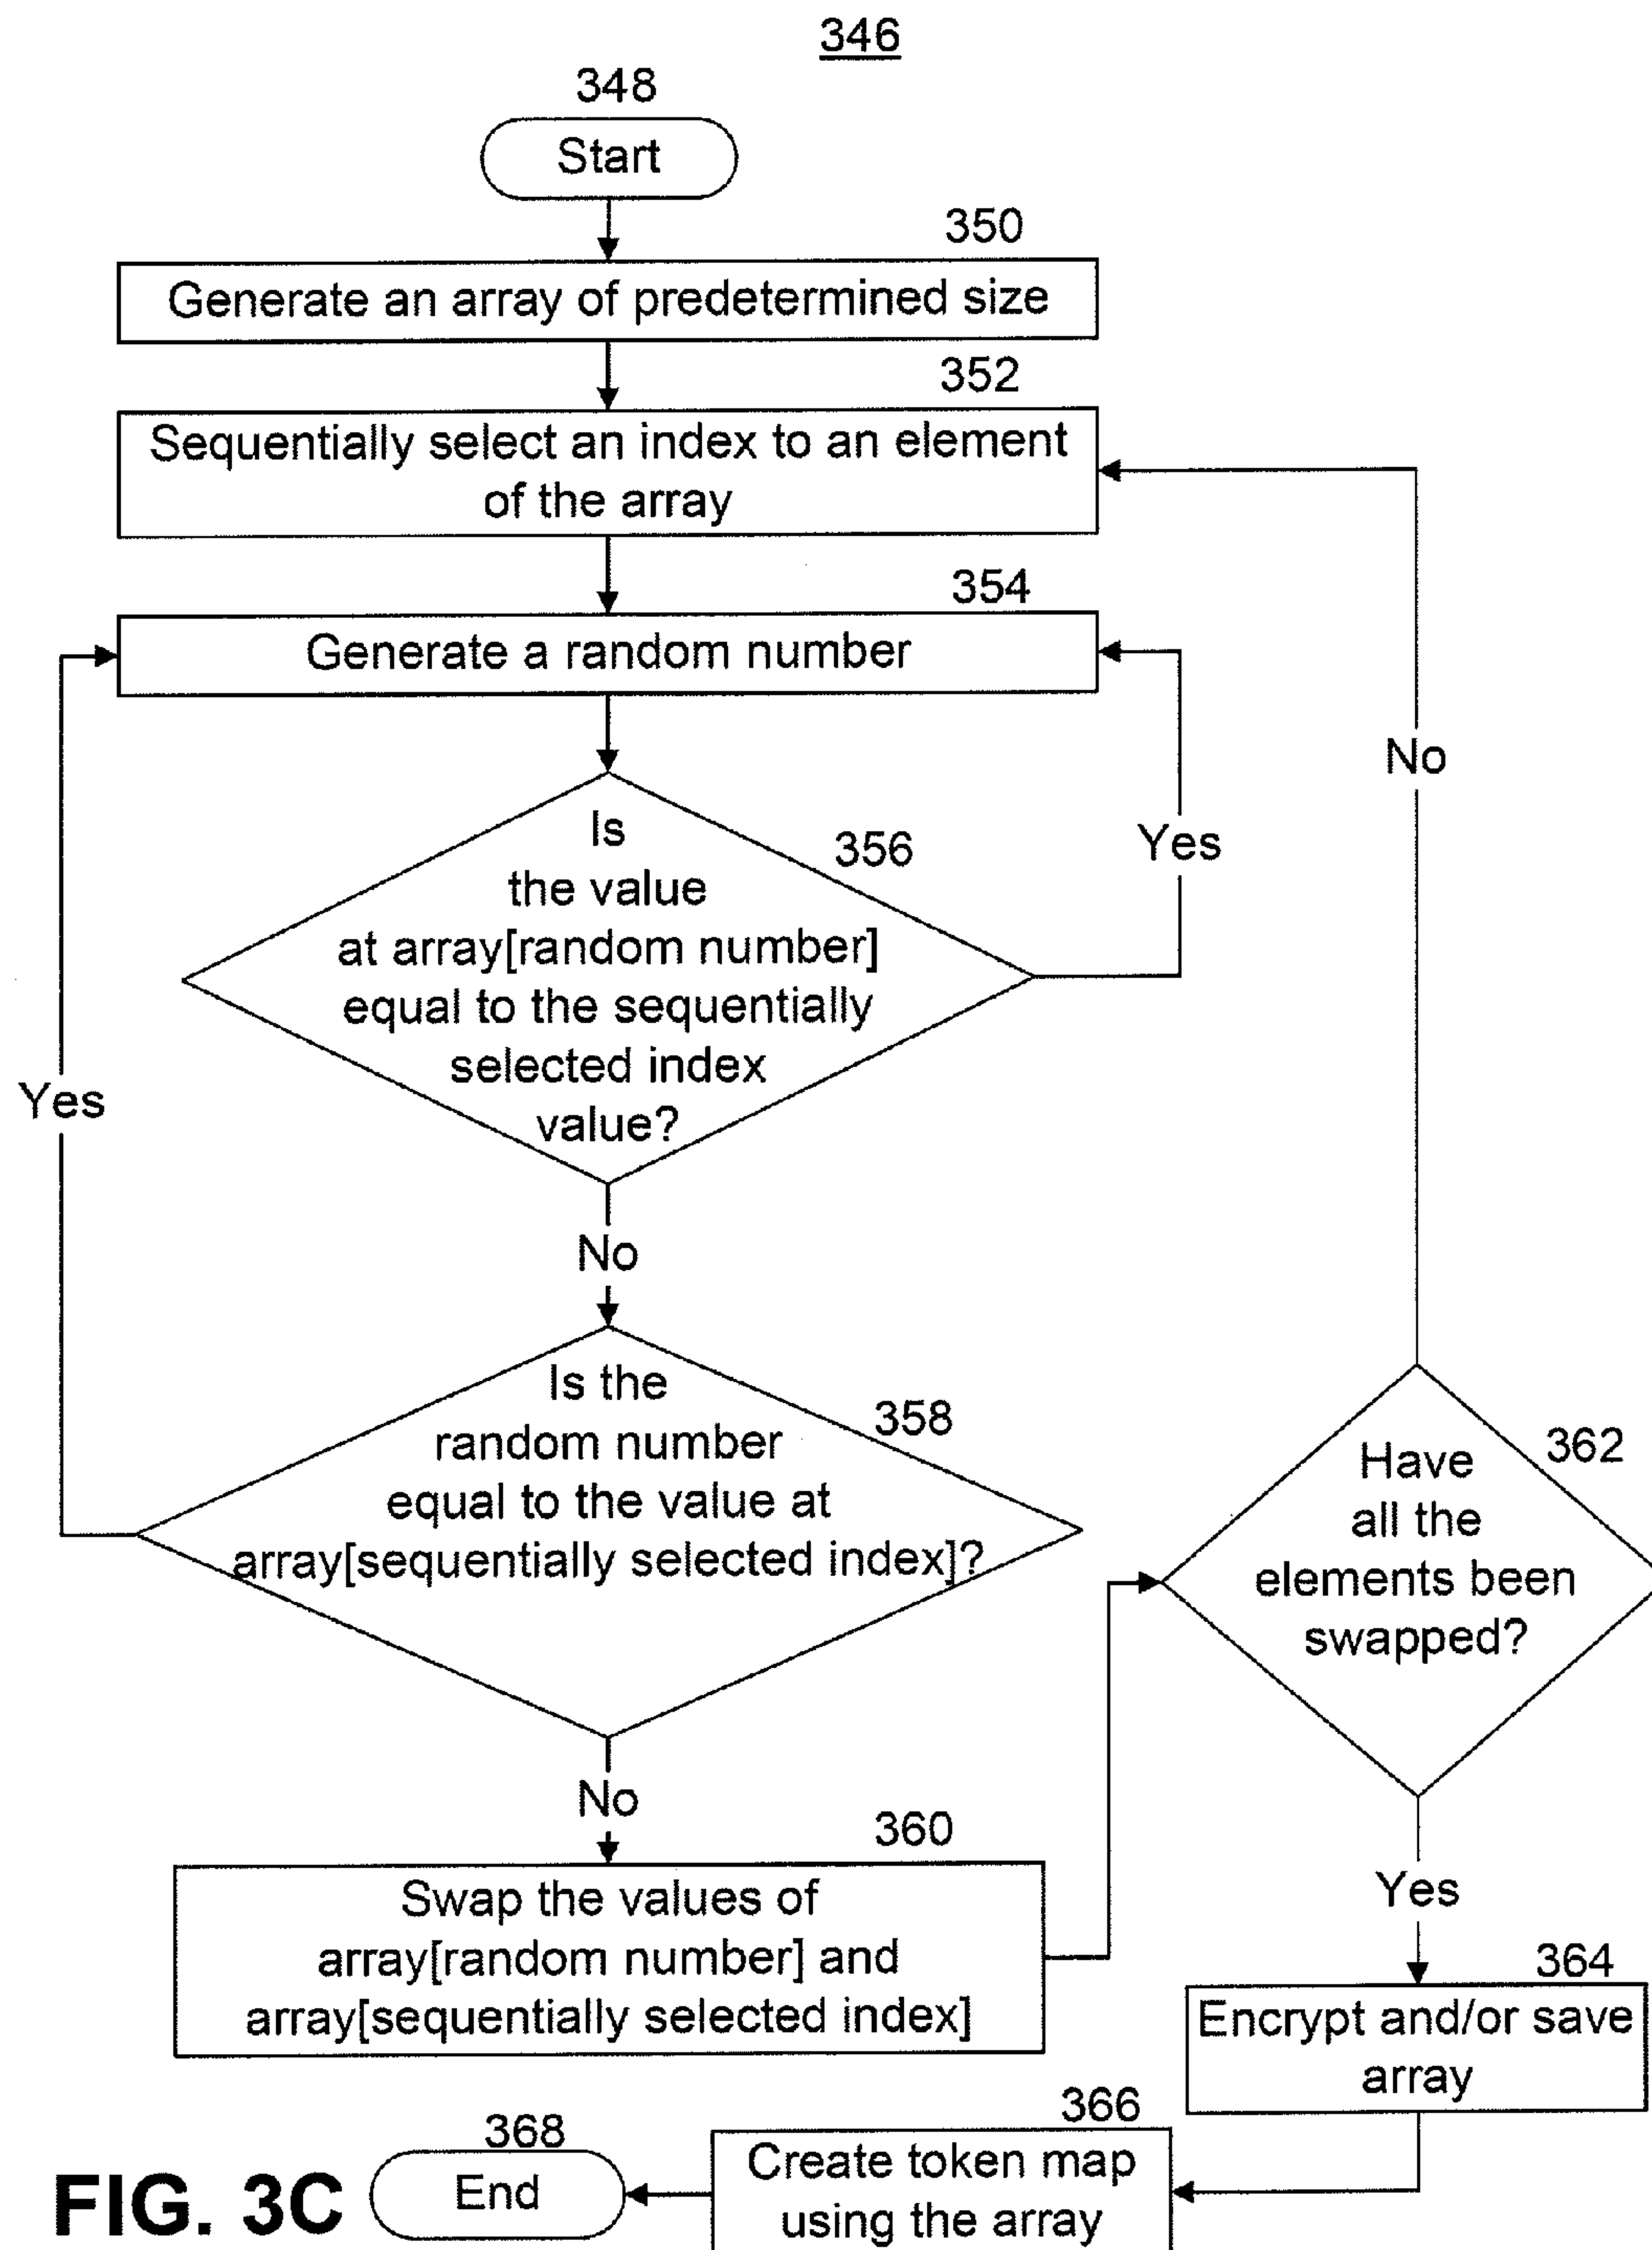 346
348
Start
350
Generate an array of predetermined size
352
Sequentially select an index to an element
of the array
354
Generate a random number
Is
the value
at array[random number]
equal to the sequentially
selected index
value?
356
Yes
No
Yes
No
Is the
random number
equal to the value at
array[sequentially selected index]?
358
362
Have
all the
elements been
swapped?
No
360
Swap the values of
array[random number] and
array[sequentially selected index]
Yes
364
Encrypt and/or save
array
366
Create token map
using the array
368
End
FIG. 3C